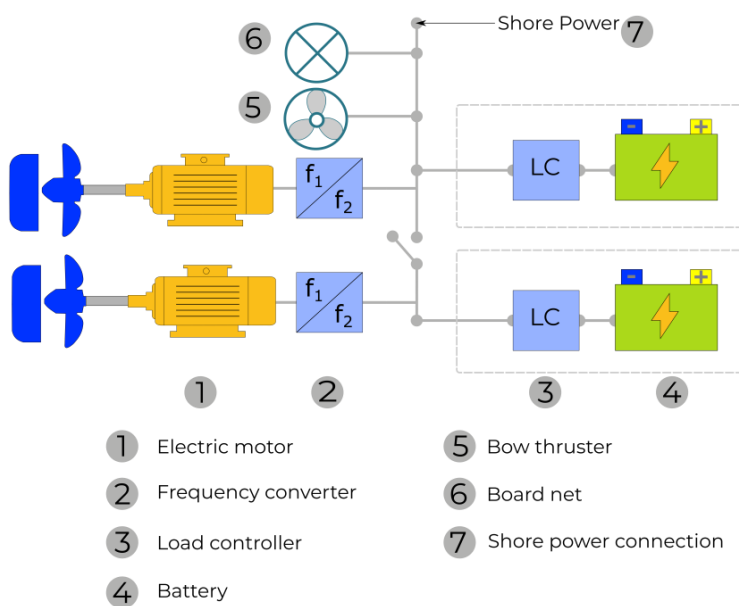 6
Shore Power
7
5
- +
LC
f1
f2
- +
LC
f1
f2
1
2
3
4
1 Electric motor
2 Frequency converter
3 Load controller
4 Battery
5 Bow thruster
6 Board net
7 Shore power connection